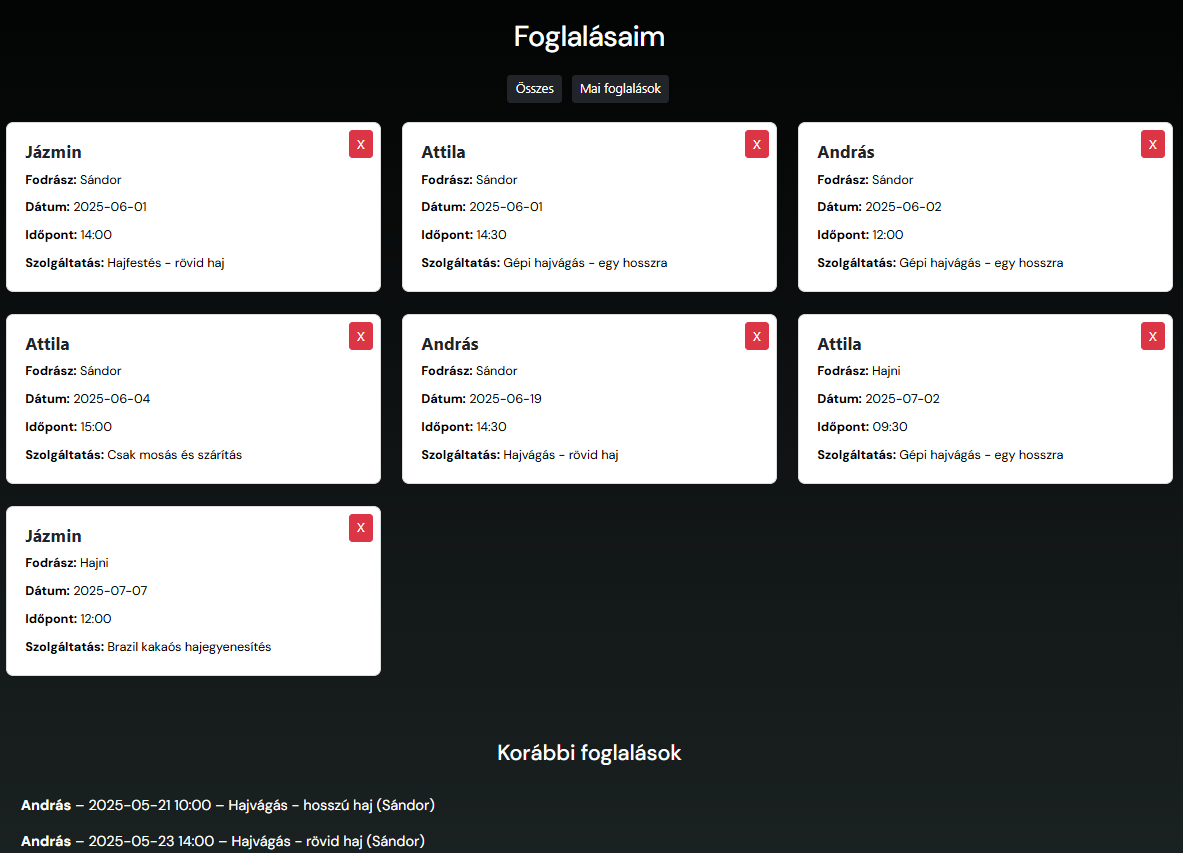 Foglalásaim
Összes
Mai foglalások
Jázmin
X
Fodrász: Sándor
Dátum: 2025-06-01
Időpont: 14:00
Szolgáltatás: Hajfestés - rövid haj
Attila
X
Fodrász: Sándor
Dátum: 2025-06-01
Időpont: 14:30
Szolgáltatás: Gépi hajvágás - egy hosszra
András
X
Fodrász: Sándor
Dátum: 2025-06-02
Időpont: 12:00
Szolgáltatás: Gépi hajvágás - egy hosszra
Attila
X
Fodrász: Sándor
Dátum: 2025-06-04
Időpont: 15:00
Szolgáltatás: Csak mosás és szárítás
András
X
Fodrász: Sándor
Dátum: 2025-06-19
Időpont: 14:30
Szolgáltatás: Hajvágás - rövid haj
Attila
X
Fodrász: Hajni
Dátum: 2025-07-02
Időpont: 09:30
Szolgáltatás: Gépi hajvágás - egy hosszra
Jázmin
X
Fodrász: Hajni
Dátum: 2025-07-07
Időpont: 12:00
Szolgáltatás: Brazil kakaós hajegyenesítés
Korábbi foglalások
András – 2025-05-21 10:00 – Hajvágás - hosszú haj (Sándor)
András – 2025-05-23 14:00 – Hajvágás - rövid haj (Sándor)